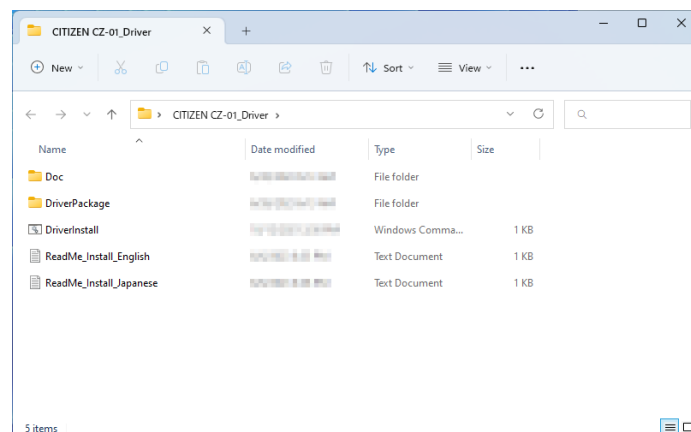 CITIZEN CZ-01_Driver
New Sort View
CITIZEN CZ-01_Driver
Name Date modified Type Size
Doc File folder
DriverPackage File folder
DriverInstall Windows Comma... 1 KB
ReadMe_Install_English Text Document 1 KB
ReadMe_Install_Japanese Text Document 1 KB
5 items